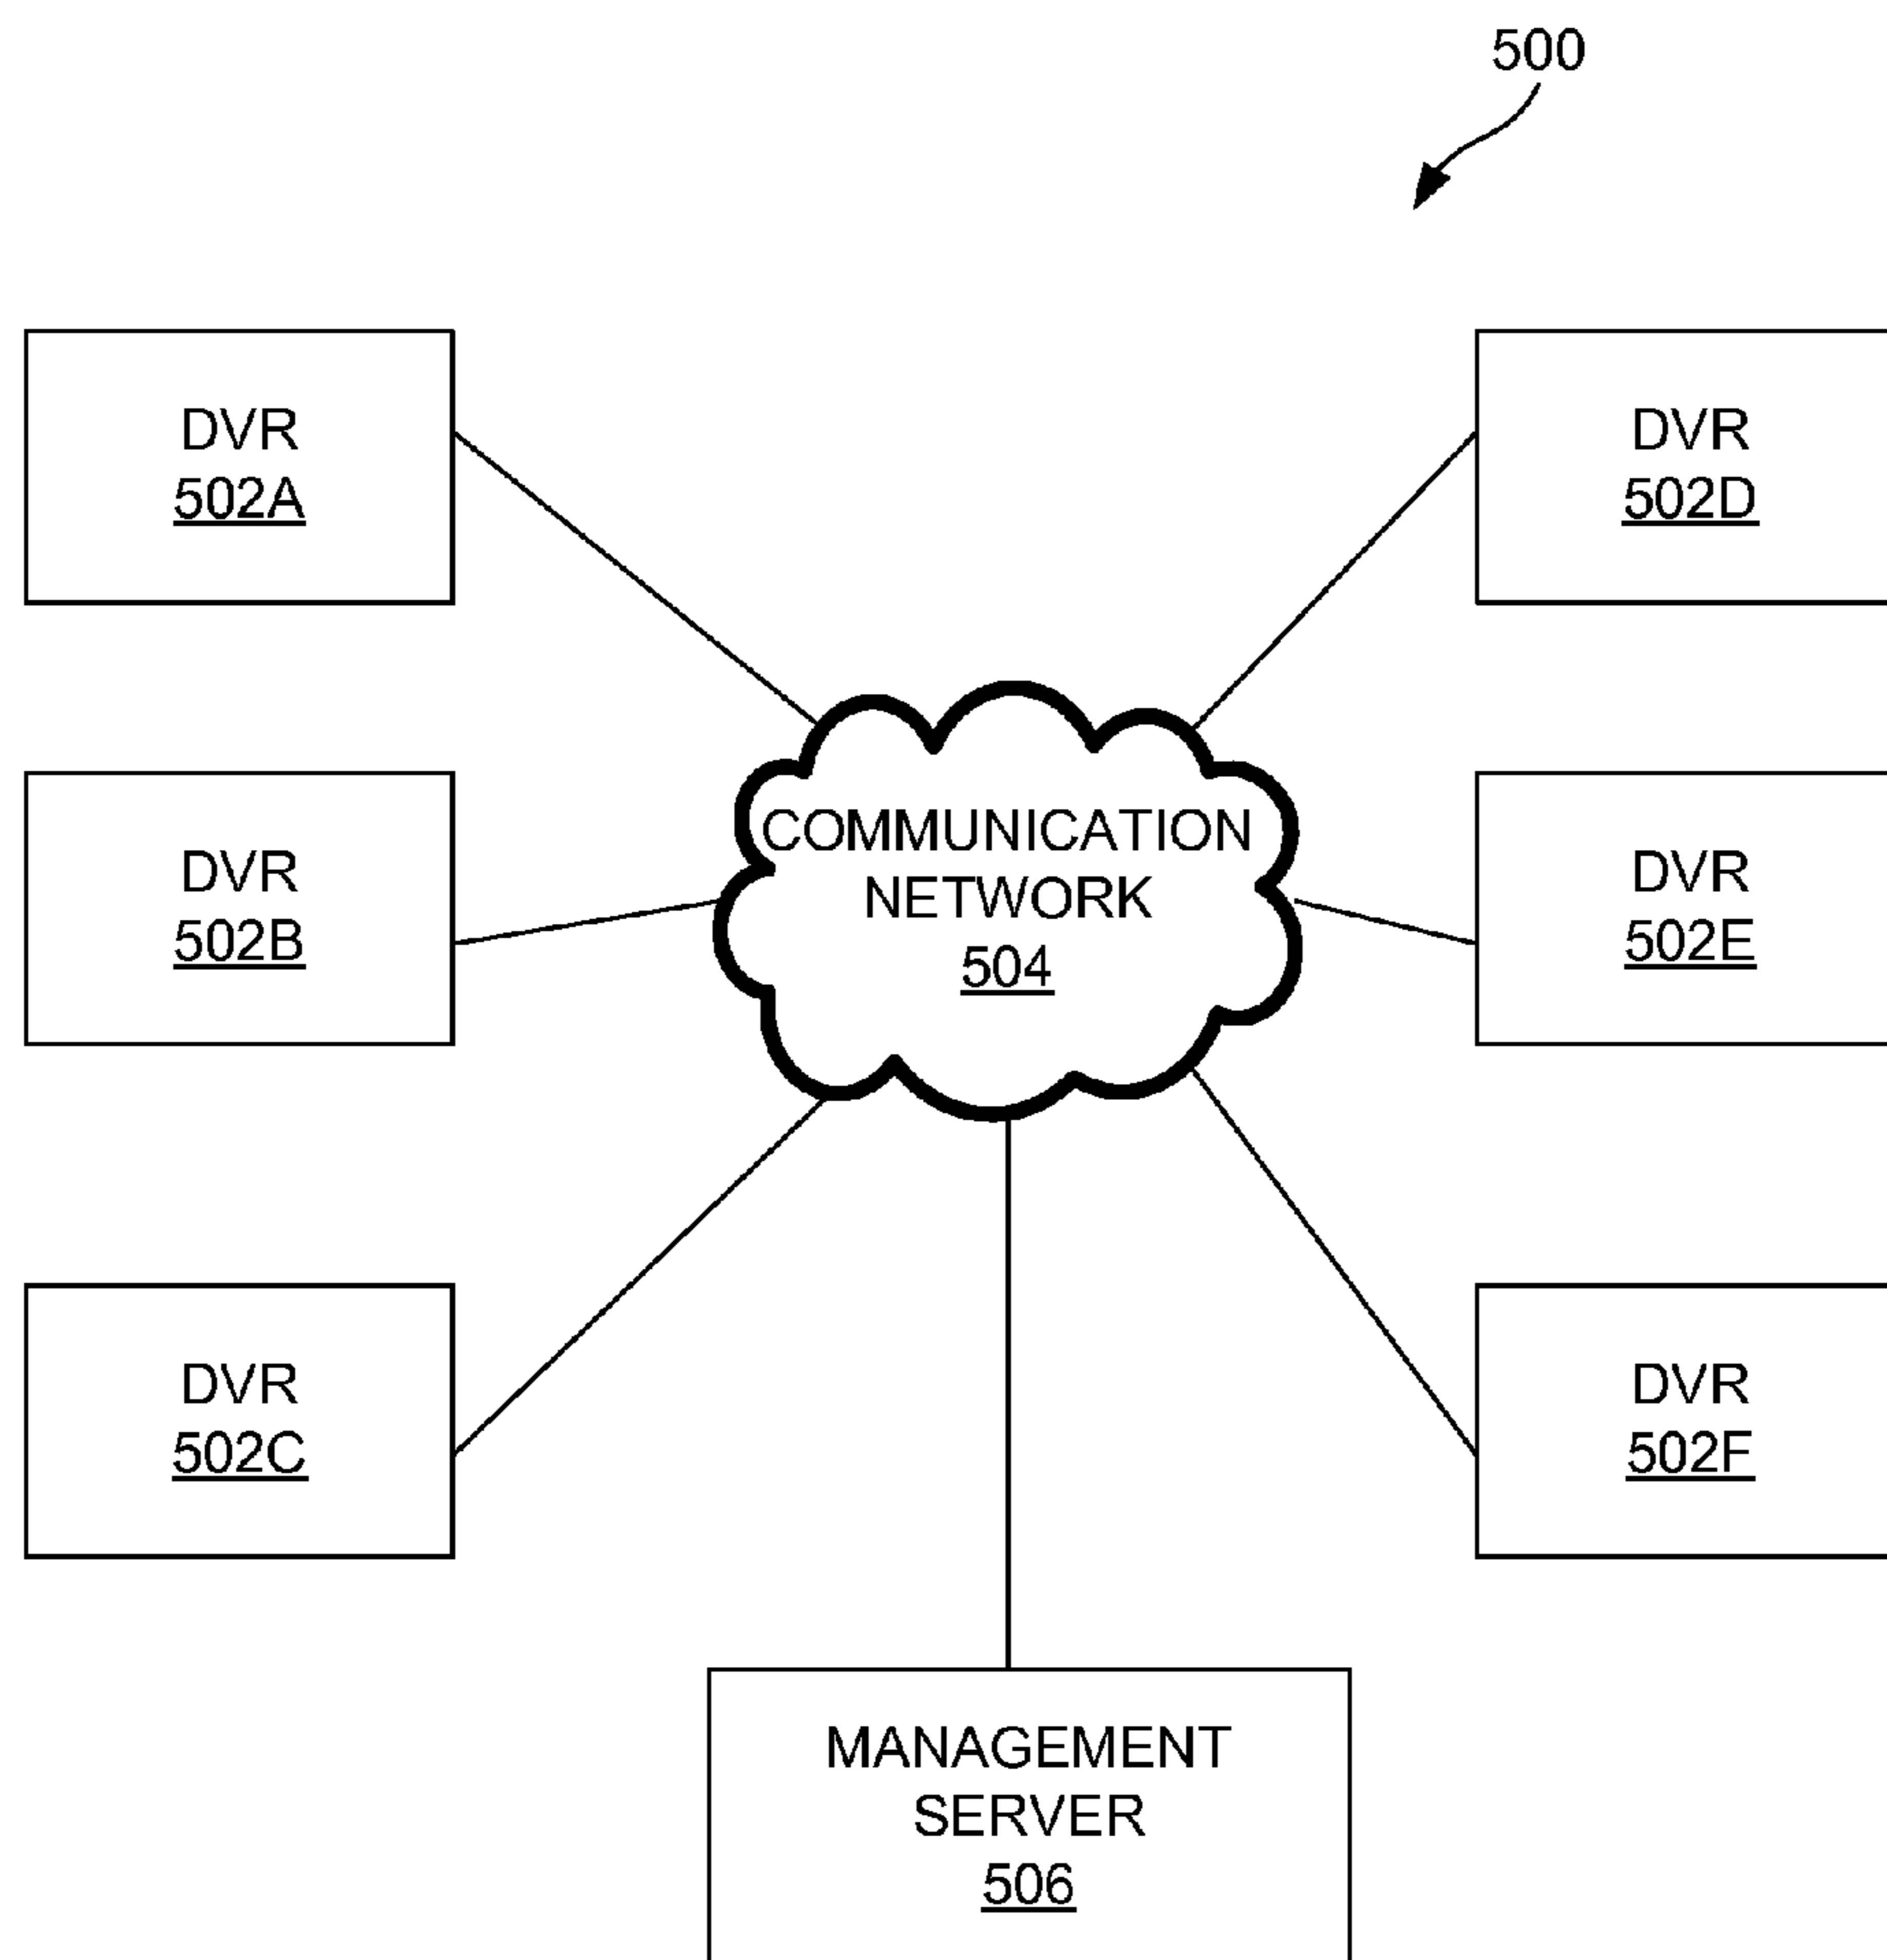 500
DVR
502A
DVR
502D
DVR
502B
COMMUNICATION
NETWORK
504
DVR
502E
DVR
502C
DVR
502F
MANAGEMENT
SERVER
506